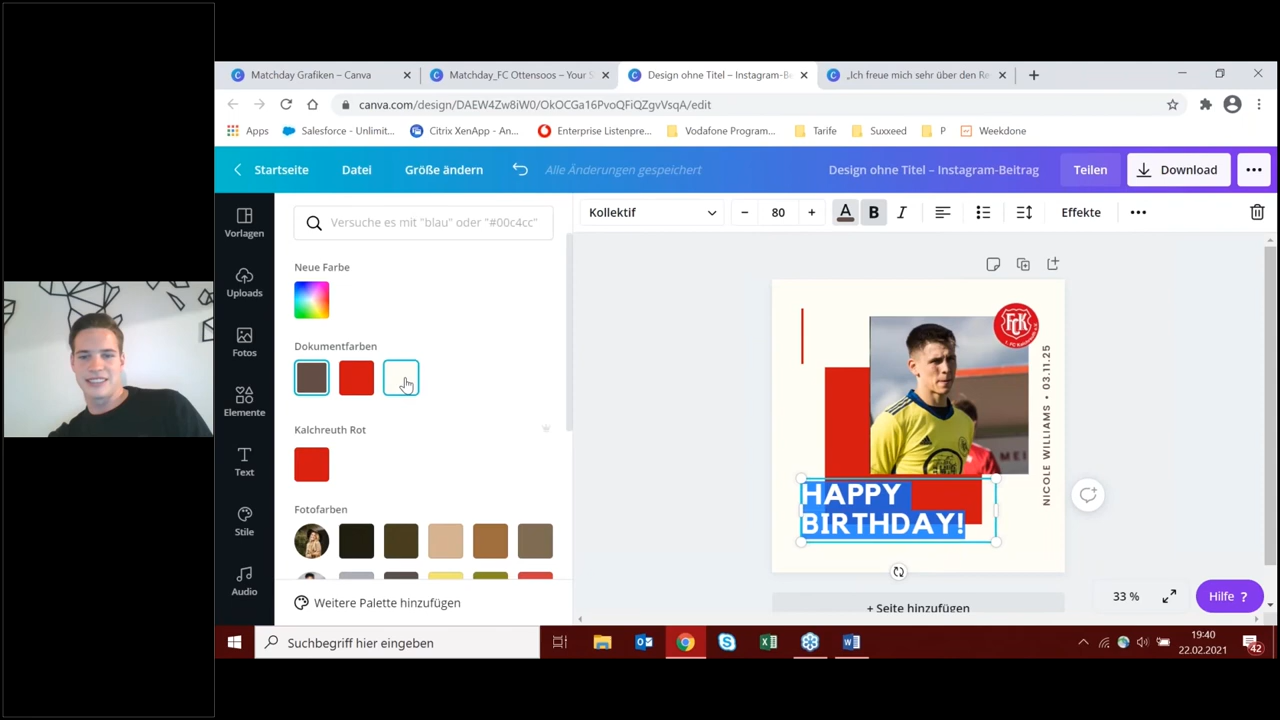 Matchday Grafiken – Canva
Matchday_FC Ottensoos – Your S
Design ohne Titel – Instagram-Be
„Ich freue mich sehr über den Re
canva.com/design/DAEW4Zw8iW0/OkOCGa16PvoQFiQZgvVsqA/edit
Apps
Salesforce - Unlimit...
Citrix XenApp - An...
Enterprise Listenpre...
Vodafone Program...
Tarife
Suxxeed
P
Weekdone
Startseite
Datei
Größe ändern
Alle Änderungen gespeichert
Design ohne Titel – Instagram-Beitrag
Teilen
Download
Vorlagen
Uploads
Fotos
Elemente
Text
Stile
Audio
Versuche es mit "blau" oder "#00c4cc"
Neue Farbe
Dokumentfarben
Kalchreuth Rot
Fotofarben
Weitere Palette hinzufügen
Kollektif
80
A
B
I
Effekte
FCK
NICOLE WILLIAMS • 03.11.25
HAPPY
BIRTHDAY!
+ Seite hinzufügen
33 %
Hilfe ?
Suchbegriff hier eingeben
19:40
22.02.2021
42